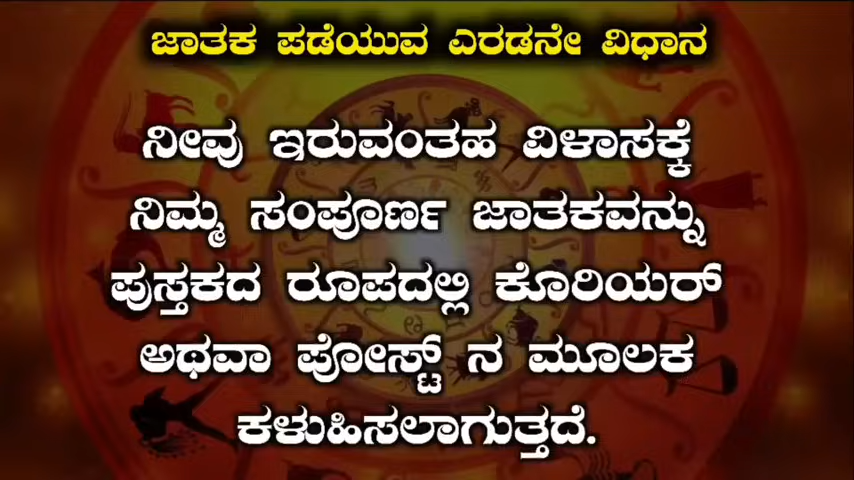 ಜಾತಕ ಪಡೆಯುವ ಎರಡನೇ ವಿಧಾನ
ನೀವು ಇರುವಂತಹ ವಿಳಾಸಕ್ಕೆ
ನಿಮ್ಮ ಸಂಪೂರ್ಣ ಜಾತಕವನ್ನು
ಪುಸ್ತಕದ ರೂಪದಲ್ಲಿ ಕೊರಿಯರ್
ಅಥವಾ ಪೋಸ್ಟ್ ನ ಮೂಲಕ
ಕಳುಹಿಸಲಾಗುತ್ತದೆ.